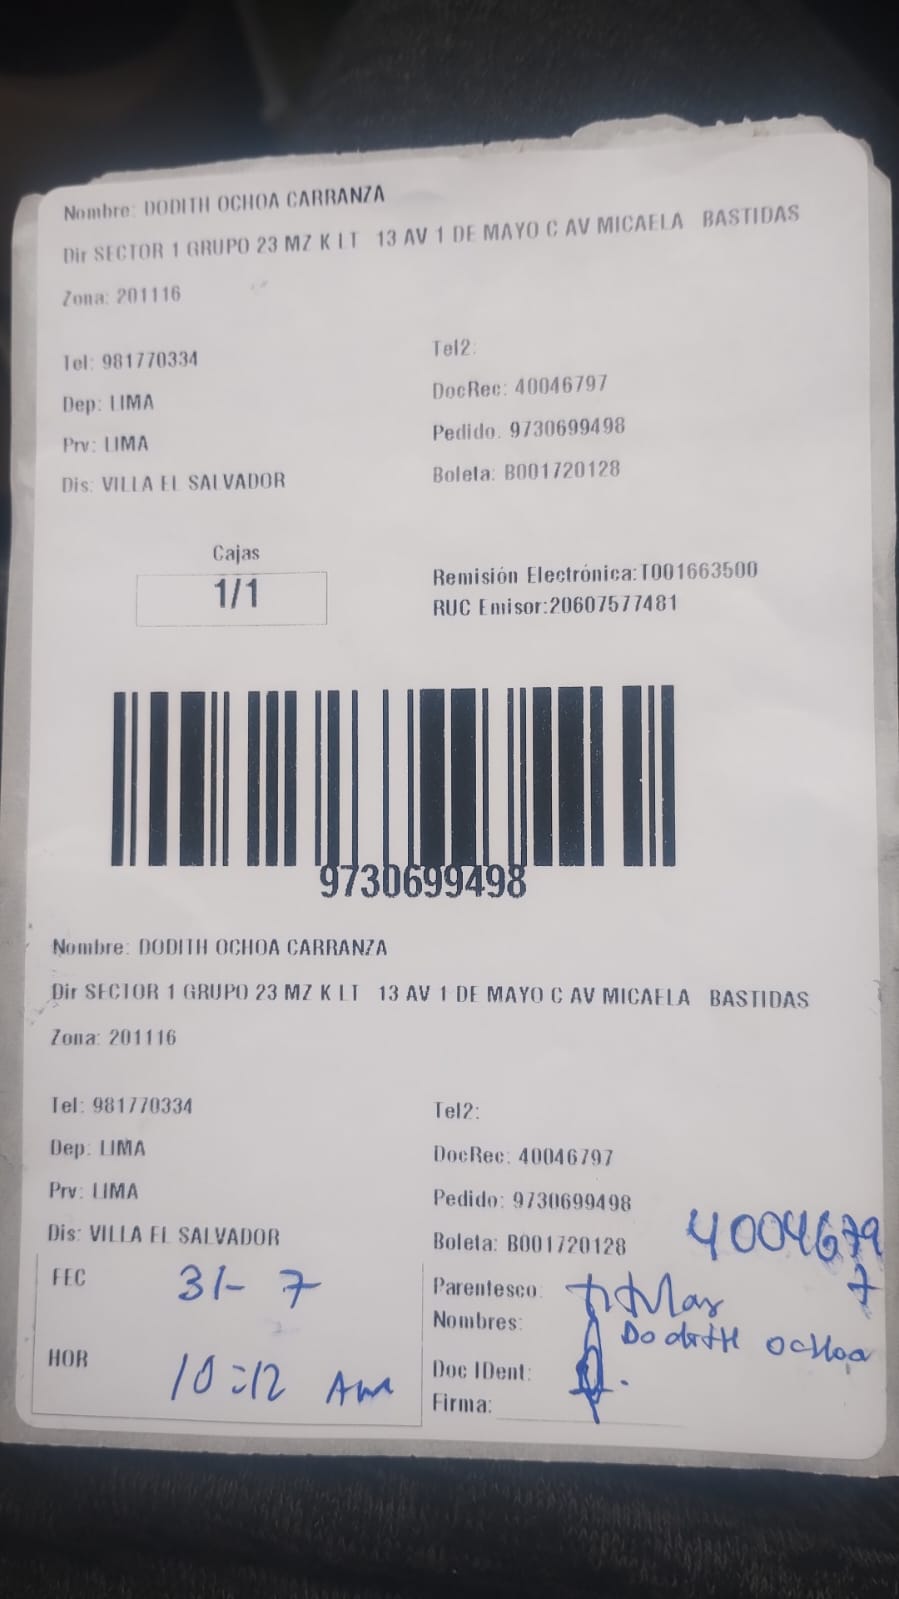 Nombre: DODITH OCHOA CARRANZA
Dir SECTOR 1 GRUPO 23 MZ K LT 13 AV 1 DE MAYO C AV MICAELA BASTIDAS
Zona: 201116
Tel: 981770334
Tel2:
Dep: LIMA
DocRec: 40046797
Prv: LIMA
Pedido. 9730699498
Dis: VILLA EL SALVADOR
Boleta: B001720128
Cajas
1/1
Remisión Electrónica:T001663500
RUC Emisor:20607577481
9730699498
Nombre: DODITH OCHOA CARRANZA
Dir SECTOR 1 GRUPO 23 MZ K LT 13 AV 1 DE MAYO C AV MICAELA BASTIDAS
Zona: 201116
Tel: 981770334
Tel2:
Dep: LIMA
DocRec: 40046797
Prv: LIMA
Pedido: 9730699498
Dis: VILLA EL SALVADOR
Boleta: B001720128
4004679
7
FEC 31- 7
Parentesco: titular
Nombres: Dodith ochoa
HOR 10:12 AM
Doc IDent:
Firma: